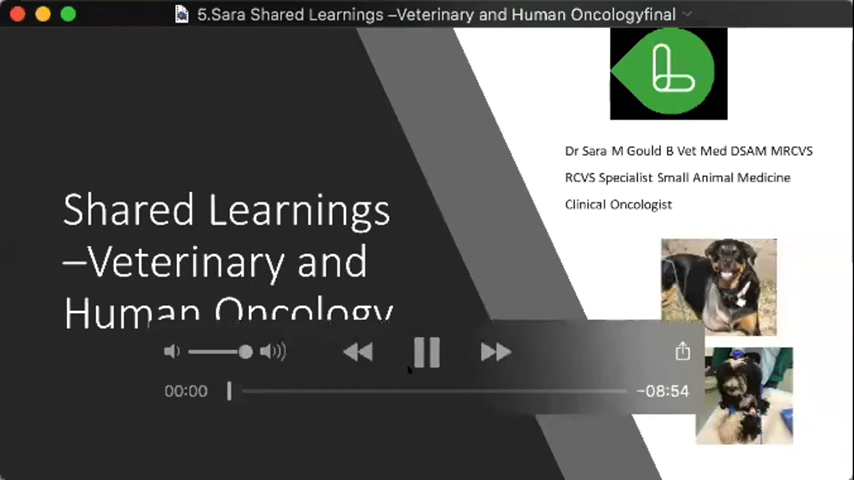 5.Sara Shared Learnings –Veterinary and Human Oncologyfinal
Dr Sara M Gould B Vet Med DSAM MRCVS
RCVS Specialist Small Animal Medicine
Clinical Oncologist
Shared Learnings
–Veterinary and
Human Oncology
00:00
−08:54